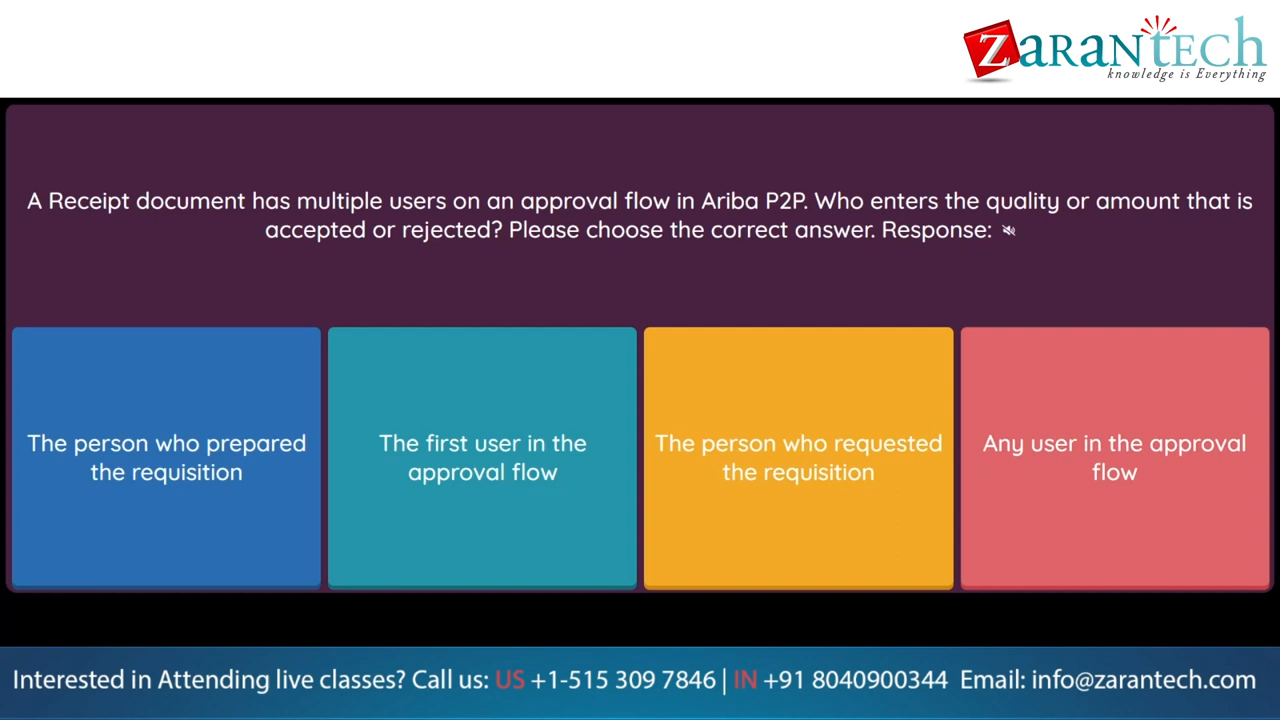 ZARANTECH
knowledge is Everything
A Receipt document has multiple users on an approval flow in Ariba P2P. Who enters the quality or amount that is
accepted or rejected? Please choose the correct answer. Response:
The person who prepared
the requisition
The first user in the
approval flow
The person who requested
the requisition
Any user in the approval
flow
Interested in Attending live classes? Call us: US +1-515 309 7846 | IN +91 8040900344 Email: info@zarantech.com